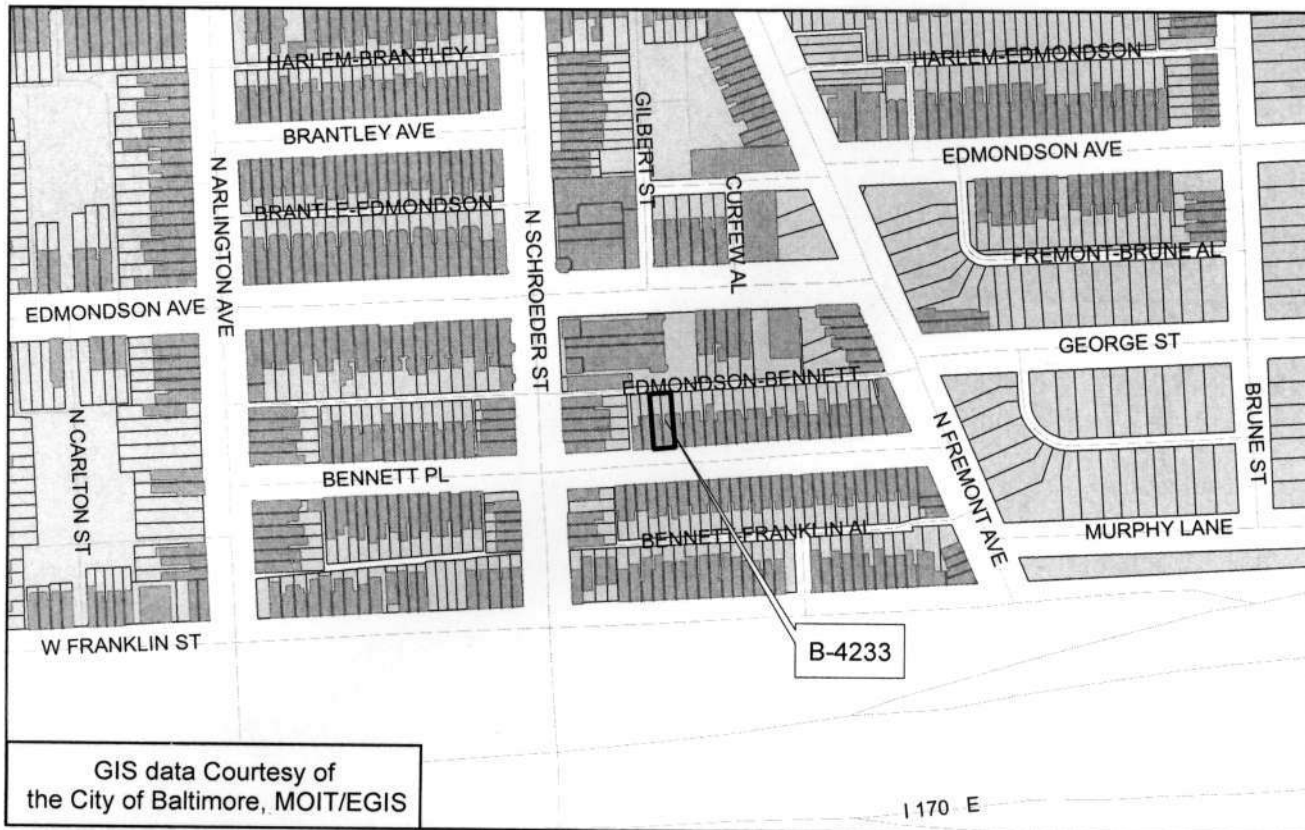 HARLEM-BRANTLEY
HARLEM-EDMONDSON
BRANTLEY AVE
GILBERT ST
EDMONDSON AVE
N ARLINGTON AVE
BRANTLE-EDMONDSON
N SCHROEDER ST
CURFEW AL
FREMONT-BRUNE AL
EDMONDSON AVE
GEORGE ST
EDMONDSON-BENNETT
N CARLTON ST
BENNETT PL
N FREMONT AVE
BRUNE ST
BENNETT-FRANKLIN AL
MURPHY LANE
W FRANKLIN ST
B-4233
GIS data Courtesy of
the City of Baltimore, MOIT/EGIS
I 170 E